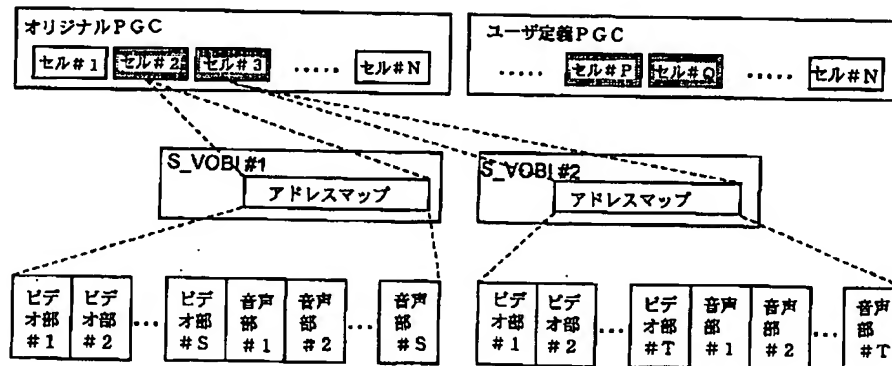 オリジナルPGC
セル#1 セル#2 セル#3 ..... セル#N
ユーザ定義PGC
..... セル#P セル#Q ..... セル#N
S_VOBI #1
アドレスマップ
S_VOBI #2
アドレスマップ
ビデオ部#1 ビデオ部#2 ... ビデオ部#S 音声部#1 音声部#2 ... 音声部#S
ビデオ部#1 ビデオ部#2 ... ビデオ部#T 音声部#1 音声部#2 ... 音声部#T